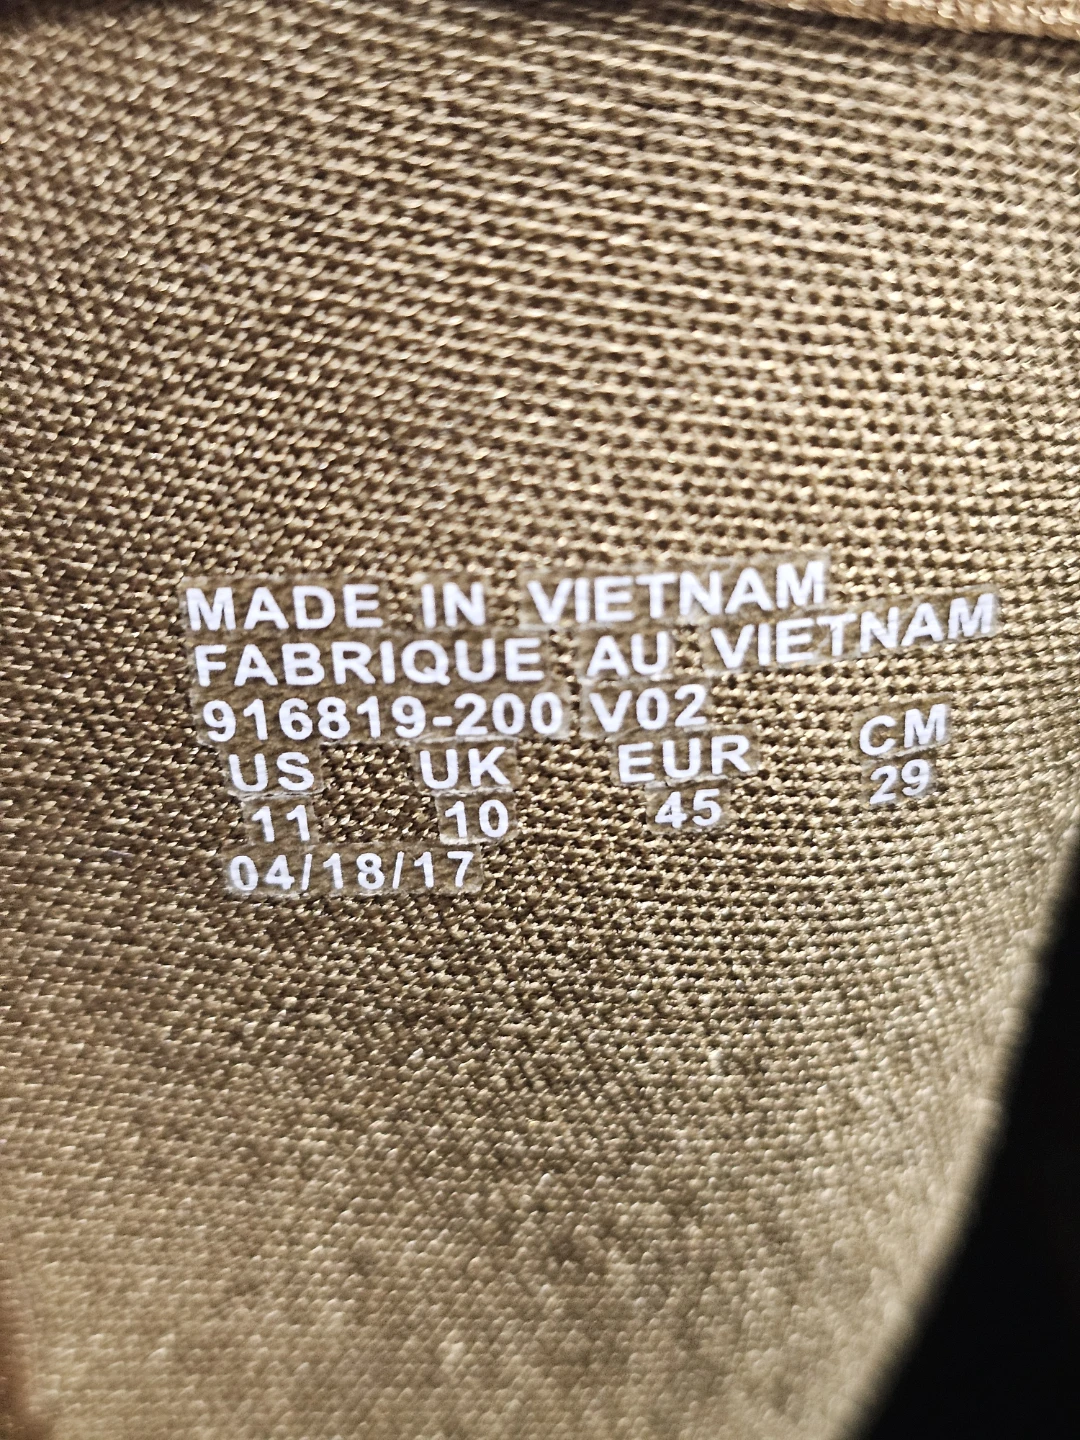 MADE IN VIETNAM
FABRIQUE AU VIETNAM
916819-200 V02
US UK EUR CM
11 10 45 29
04/18/17